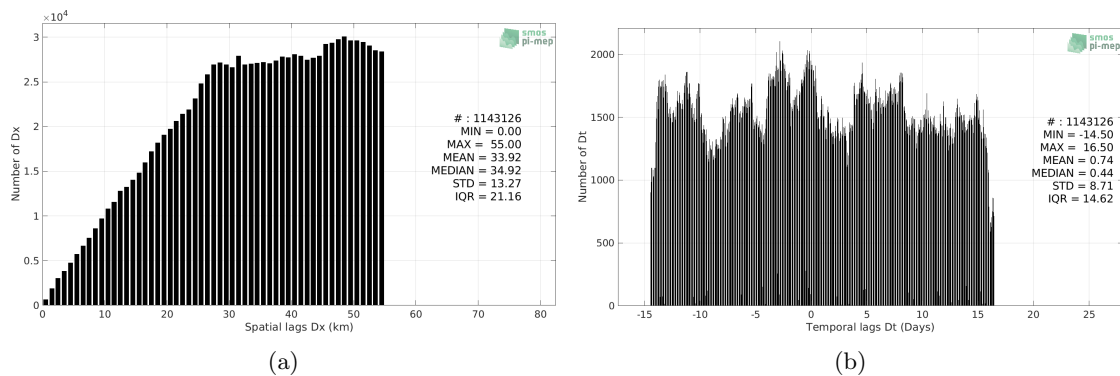 ×10⁴
3
2.5
2
1.5
1
0.5
0
Number of Dx
0 10 20 30 40 50 60 70 80
Spatial lags Dx (km)
smos
pi-mep
# : 1143126
MIN = 0.00
MAX = 55.00
MEAN = 33.92
MEDIAN = 34.92
STD = 13.27
IQR = 21.16
(a)
2000
1500
1000
500
0
Number of Dt
-15 -10 -5 0 5 10 15 20 25
Temporal lags Dt (Days)
smos
pi-mep
# : 1143126
MIN = -14.50
MAX = 16.50
MEAN = 0.74
MEDIAN = 0.44
STD = 8.71
IQR = 14.62
(b)